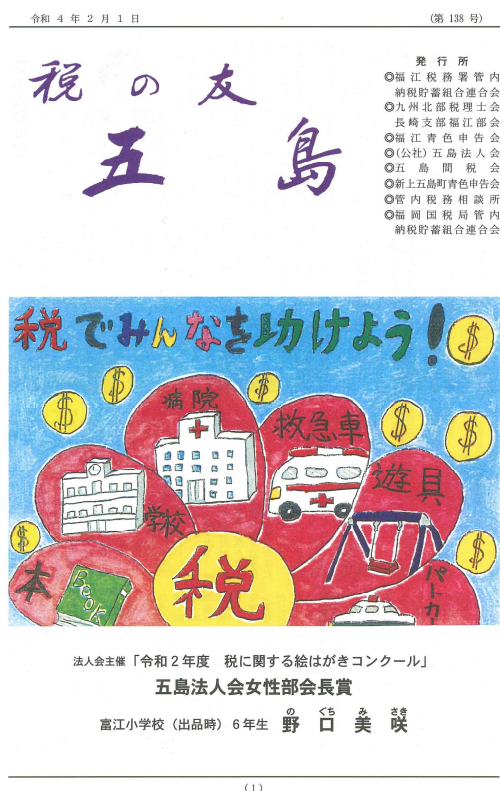 令和 4 年 2 月 1 日
(第 138 号)
税の友
五島
発行所
◎福江税務署管内
納税貯蓄組合連合会
◎九州北部税理士会
長崎支部福江部会
◎福江青色申告会
◎(公社)五島法人会
◎五島間税会
◎新上五島町青色申告会
◎管内税務相談所
◎福岡国税局管内
納税貯蓄組合連合会
税でみんなを助けよう!
$
$
$
$
$
$
$
$
病院
救急車
学校
遊具
本
BOOK
税
パトカー
法人会主催「令和2年度 税に関する絵はがきコンクール」
五島法人会女性部会長賞
の ぐち み さき
富江小学校(出品時)6年生 野口美咲
(1)